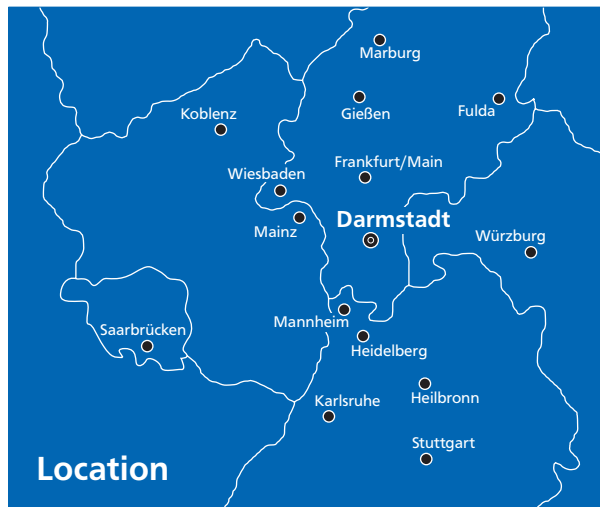 Marburg
Gießen
Fulda
Koblenz
Frankfurt/Main
Wiesbaden
Darmstadt
Mainz
Würzburg
Mannheim
Saarbrücken
Heidelberg
Karlsruhe
Heilbronn
Stuttgart
Location